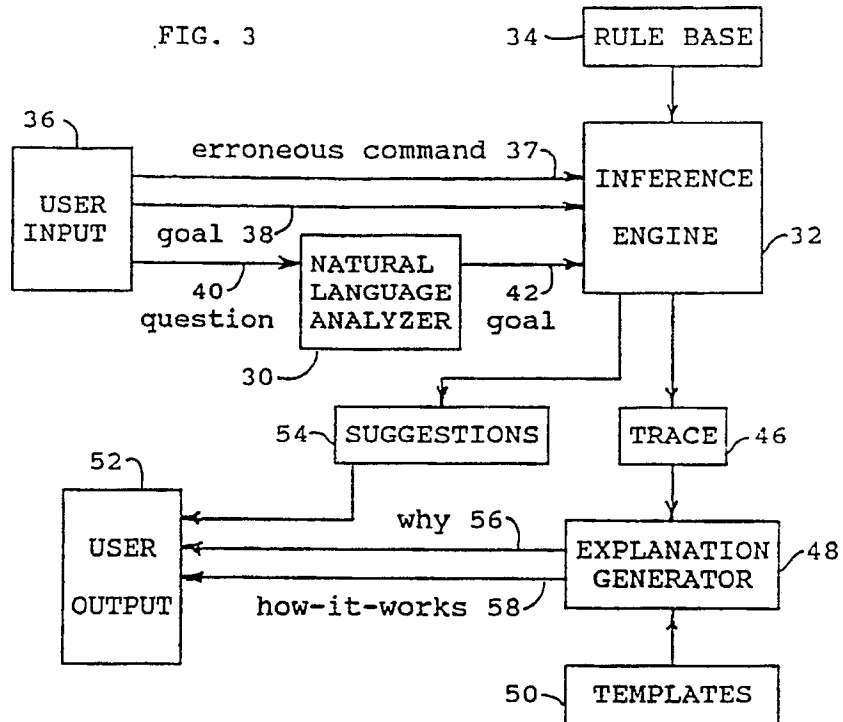 FIG. 3
34
RULE BASE
36
erroneous command 37
USER
INPUT
INFERENCE
ENGINE
goal 38
32
40
question
NATURAL
LANGUAGE
ANALYZER
42
goal
30
54
SUGGESTIONS
TRACE
46
52
USER
OUTPUT
why 56
EXPLANATION
GENERATOR
48
how-it-works 58
50
TEMPLATES